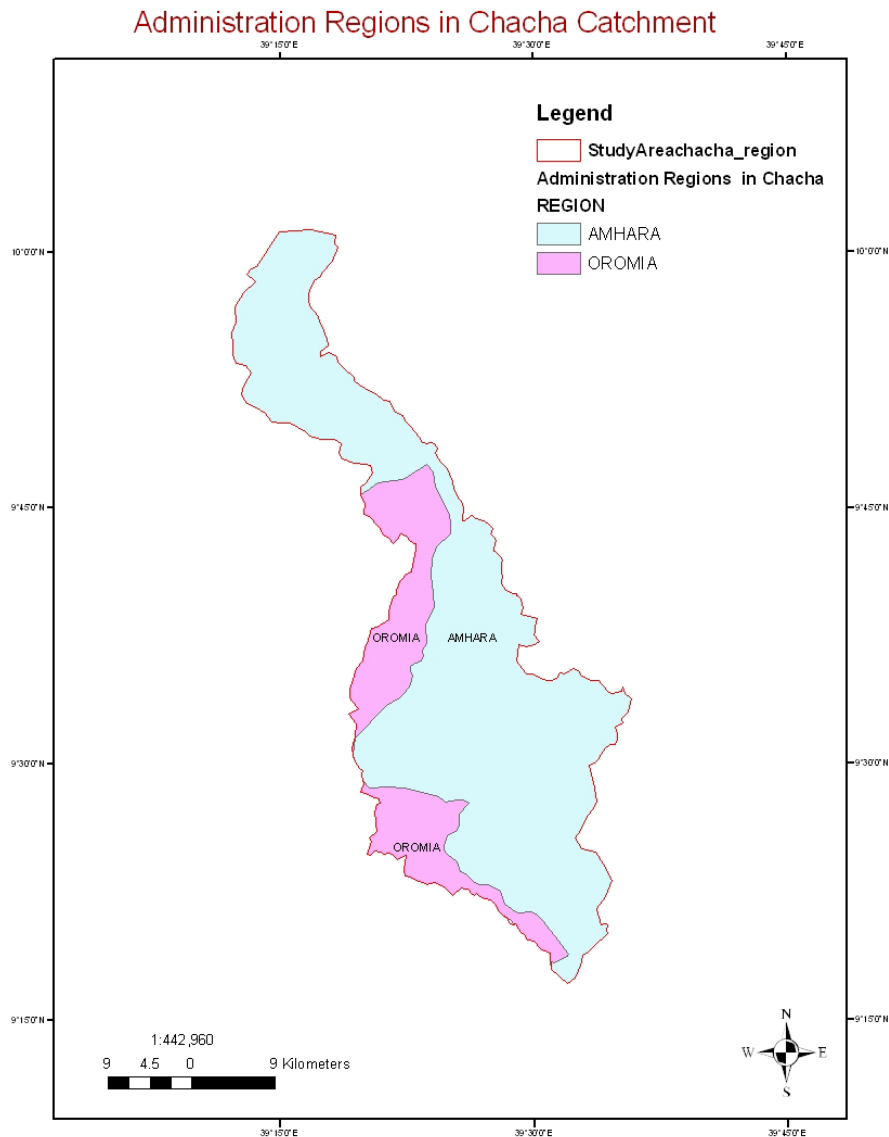 Administration Regions in Chacha Catchment
39°15'0"E 39°30'0"E 39°45'0"E
Legend
StudyAreachacha_region
Administration Regions in Chacha
REGION
AMHARA
OROMIA
10°0'0"N 10°0'0"N
9°45'0"N 9°45'0"N
OROMIA AMHARA
9°30'0"N 9°30'0"N
OROMIA
9°15'0"N 9°15'0"N
1:442,960
9 4.5 0 9 Kilometers
N
W E
S
39°15'0"E 39°30'0"E 39°45'0"E